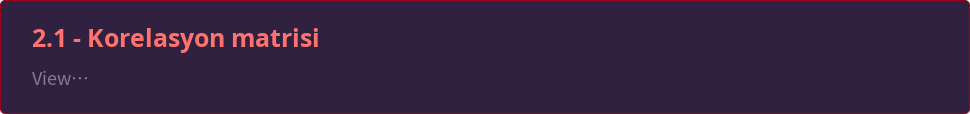 2.1 - Korelasyon matrisi
View···